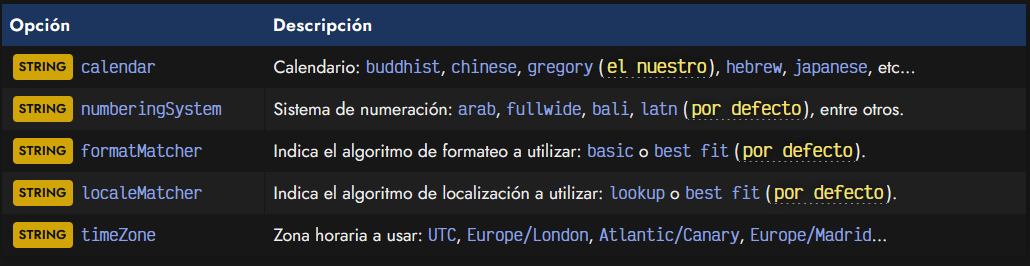 Opción Descripción
STRING calendar Calendario: buddhist, chinese, gregory (el nuestro), hebrew, japanese, etc...
STRING numberingSystem Sistema de numeración: arab, fullwide, bali, latn (por defecto), entre otros.
STRING formatMatcher Indica el algoritmo de formateo a utilizar: basic o best fit (por defecto).
STRING localeMatcher Indica el algoritmo de localización a utilizar: lookup o best fit (por defecto).
STRING timeZone Zona horaria a usar: UTC, Europe/London, Atlantic/Canary, Europe/Madrid...